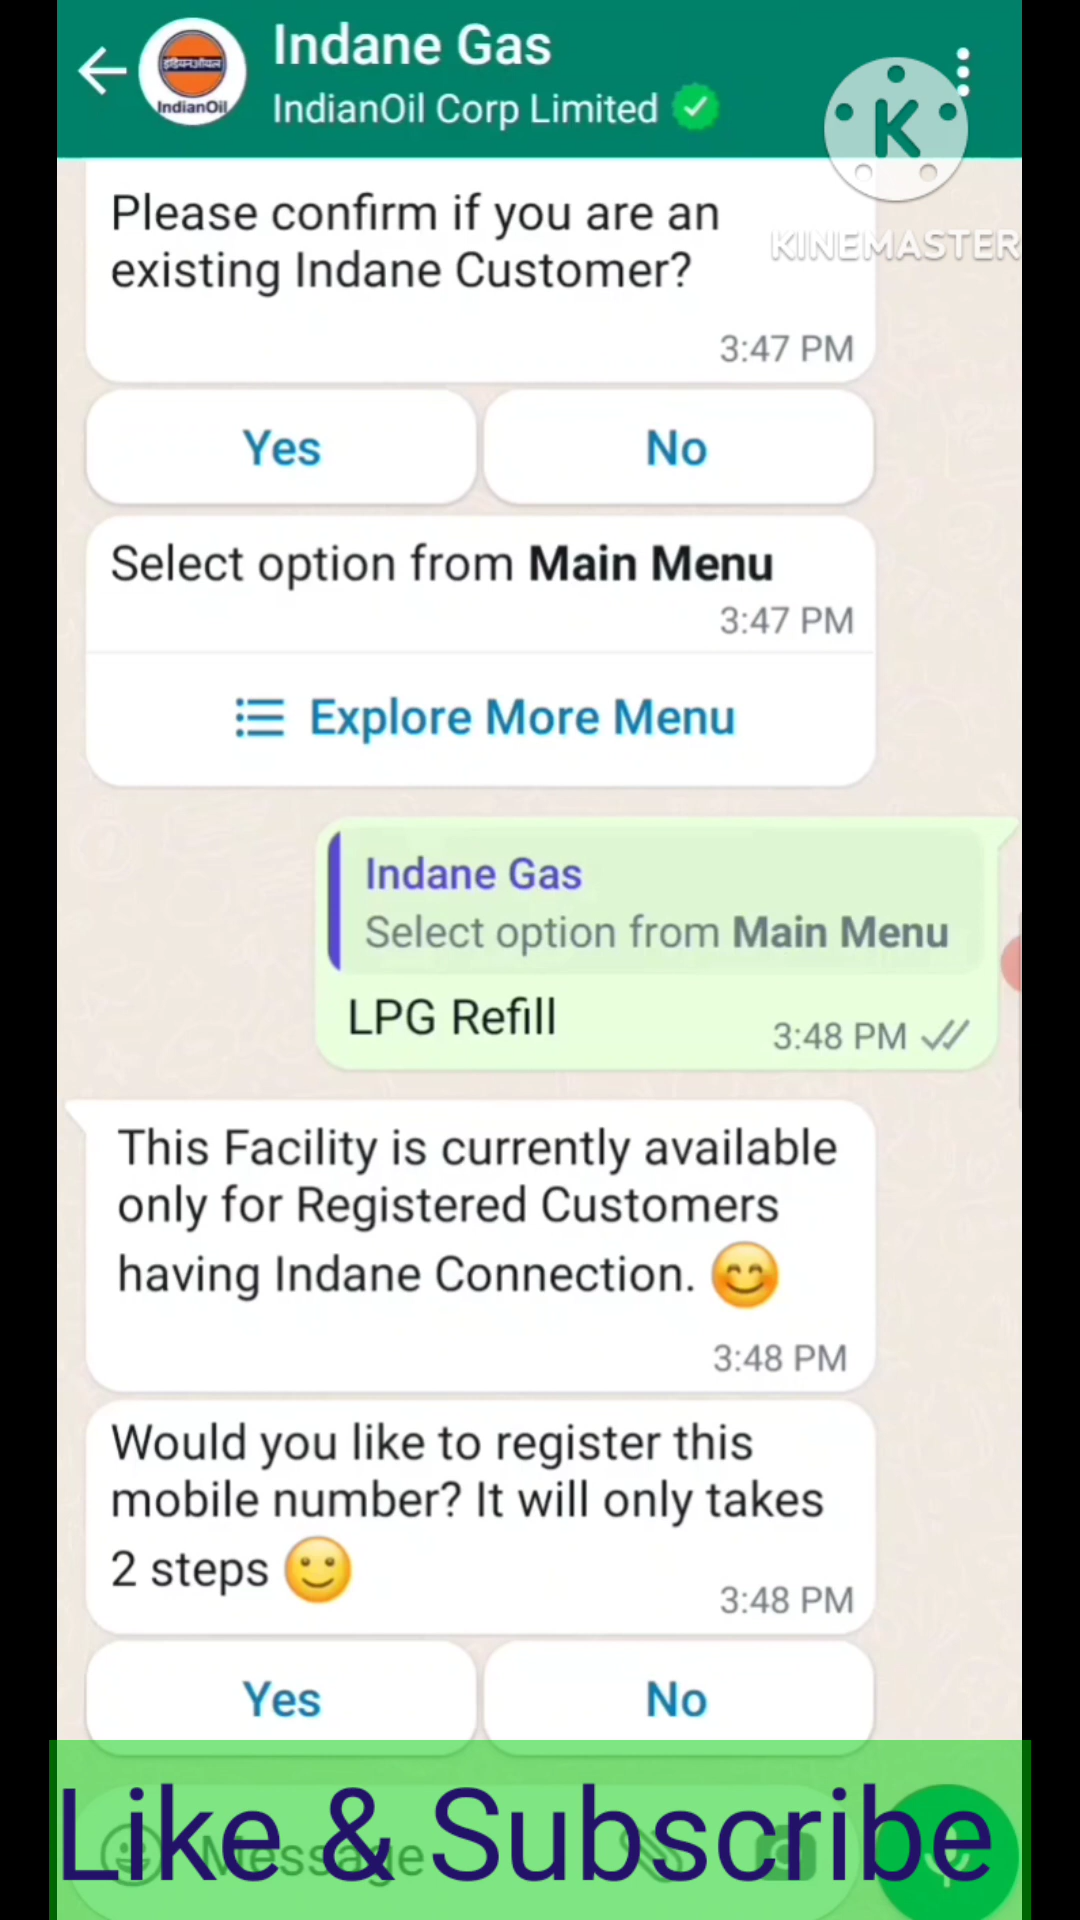 Indane Gas
IndianOil Corp Limited
इंडियनऑयल
IndianOil
K
KINEMASTER
Please confirm if you are an
existing Indane Customer?
3:47 PM
Yes
No
Select option from Main Menu
3:47 PM
Explore More Menu
Indane Gas
Select option from Main Menu
LPG Refill
3:48 PM
This Facility is currently available
only for Registered Customers
having Indane Connection. 😊
3:48 PM
Would you like to register this
mobile number? It will only takes
2 steps 🙂
3:48 PM
Yes
No
Message
Like & Subscribe